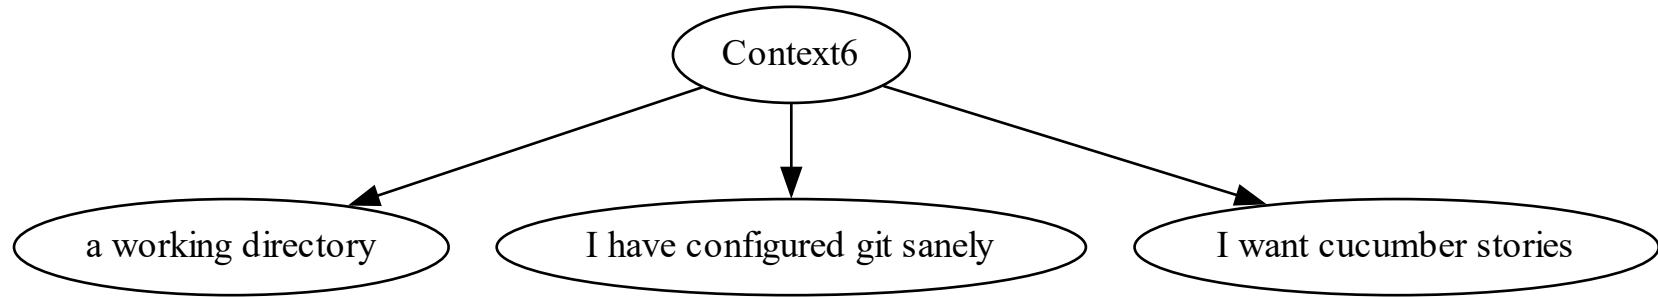 Context6
a working directory
I have configured git sanely
I want cucumber stories